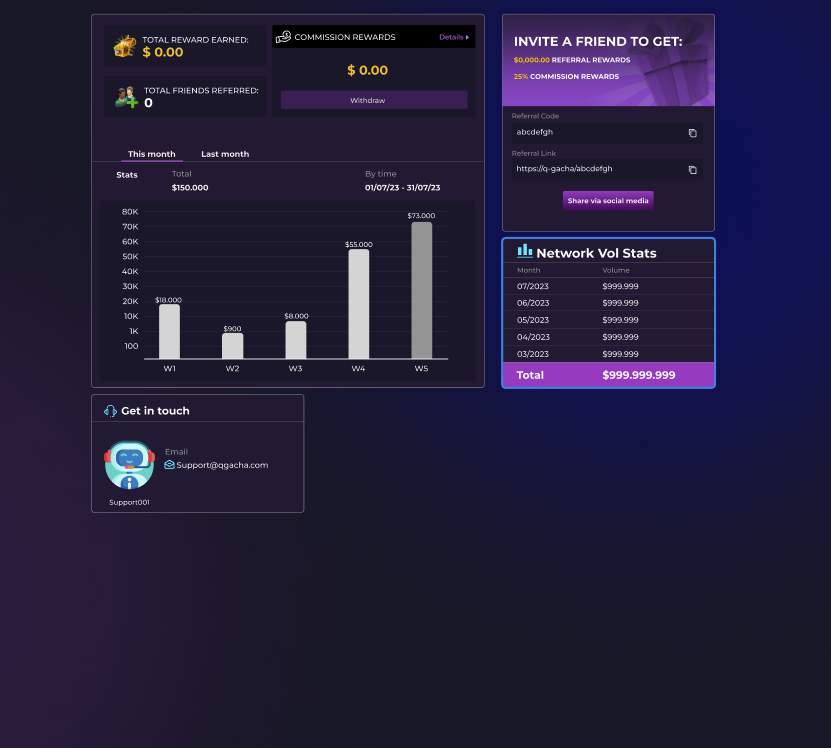 TOTAL REWARD EARNED:
$ 0.00
TOTAL FRIENDS REFERRED:
0
COMMISSION REWARDS
Details
$ 0.00
Withdraw
This month
Last month
Stats
Total
$150.000
By time
01/07/23 - 31/07/23
80K
70K
60K
50K
40K
30K
20K
10K
1K
100
$18.000
$900
$8.000
$55.000
$73.000
W1
W2
W3
W4
W5
INVITE A FRIEND TO GET:
$0,000.00 REFERRAL REWARDS
25% COMMISSION REWARDS
Referral Code
abcdefgh
Referral Link
https://q-gacha/abcdefgh
Share via social media
Network Vol Stats
Month Volume
07/2023 $999.999
06/2023 $999.999
05/2023 $999.999
04/2023 $999.999
03/2023 $999.999
Total $999.999.999
Get in touch
Email
Support@qgacha.com
Support001